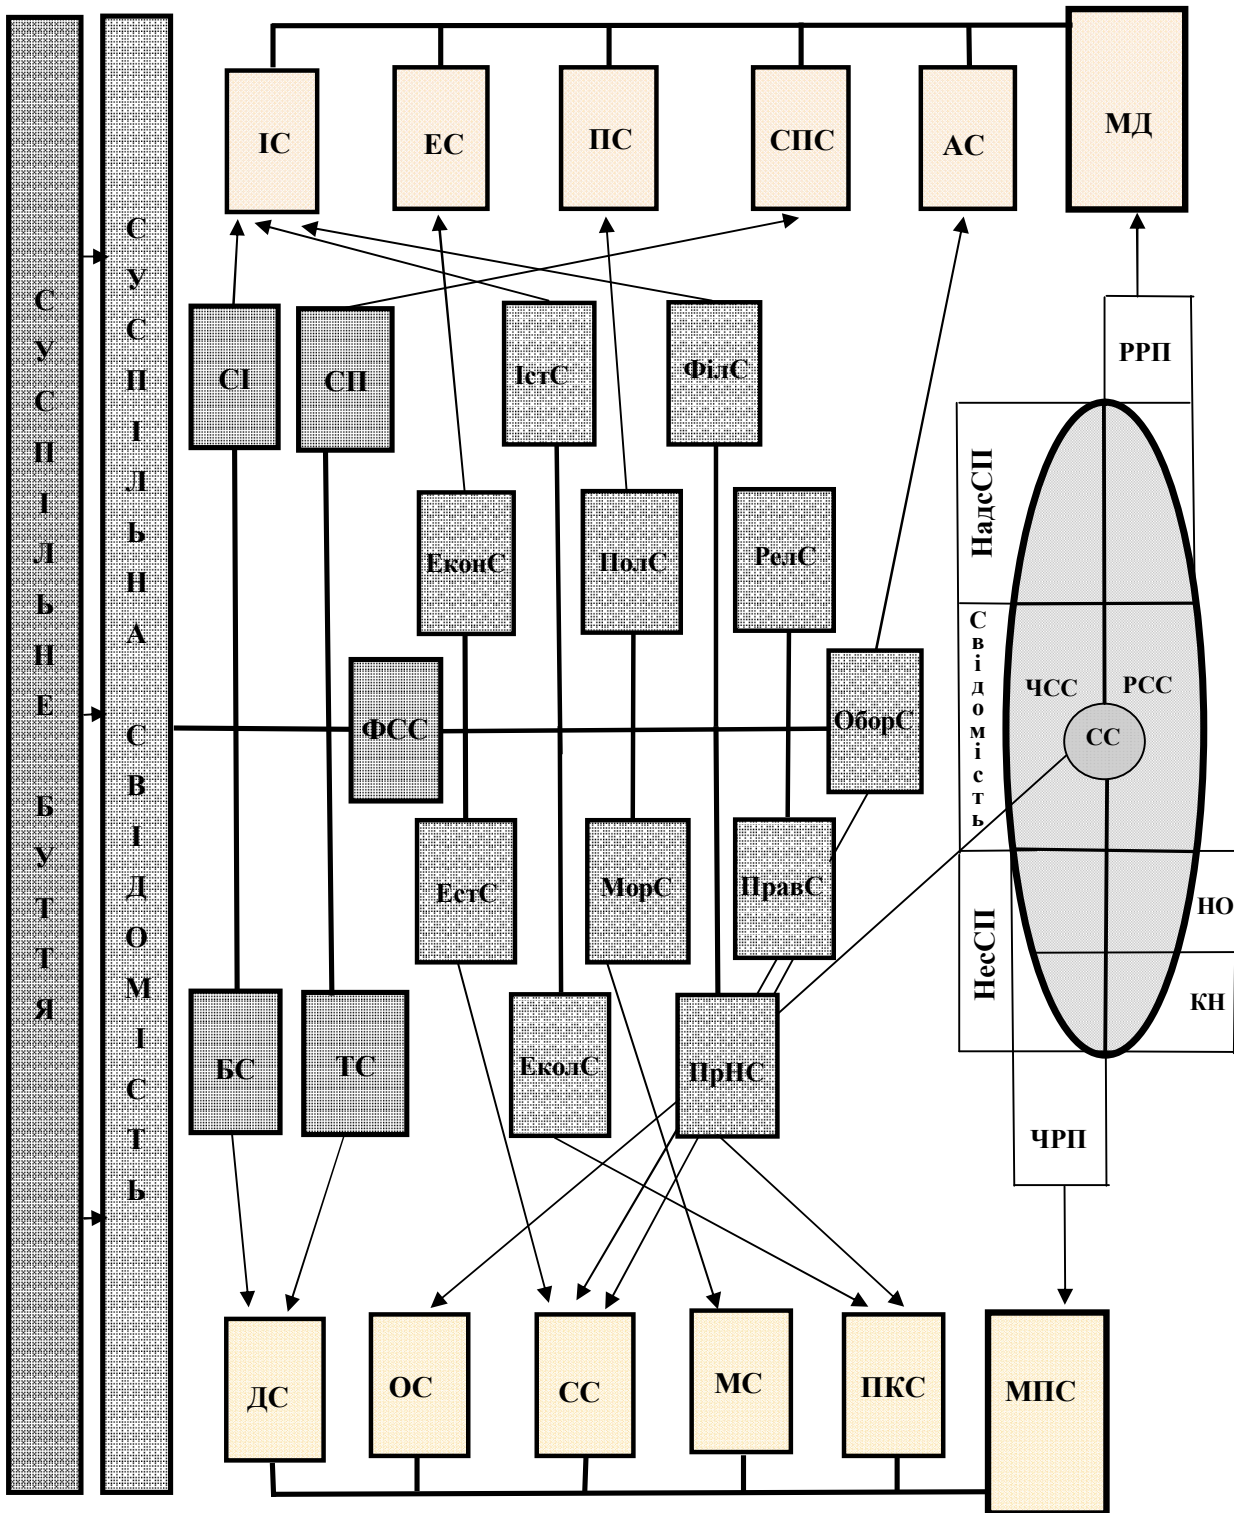 СУСПІЛЬНЕ БУТТЯ
СУСПІЛЬНА СВІДОМІСТЬ
ІС
ЕС
ПС
СПС
АС
МД
РРП
СІ
СП
ІстС
ФілС
НадсСП
ЕконС
ПолС
РелС
Свідомість
ФСС
ОборС
ЧСС
РСС
СС
ЕстС
МорС
ПравС
НесСП
НО
КН
БС
ТС
ЕколС
ПрНС
ЧРП
ДС
ОС
СС
МС
ПКС
МПС